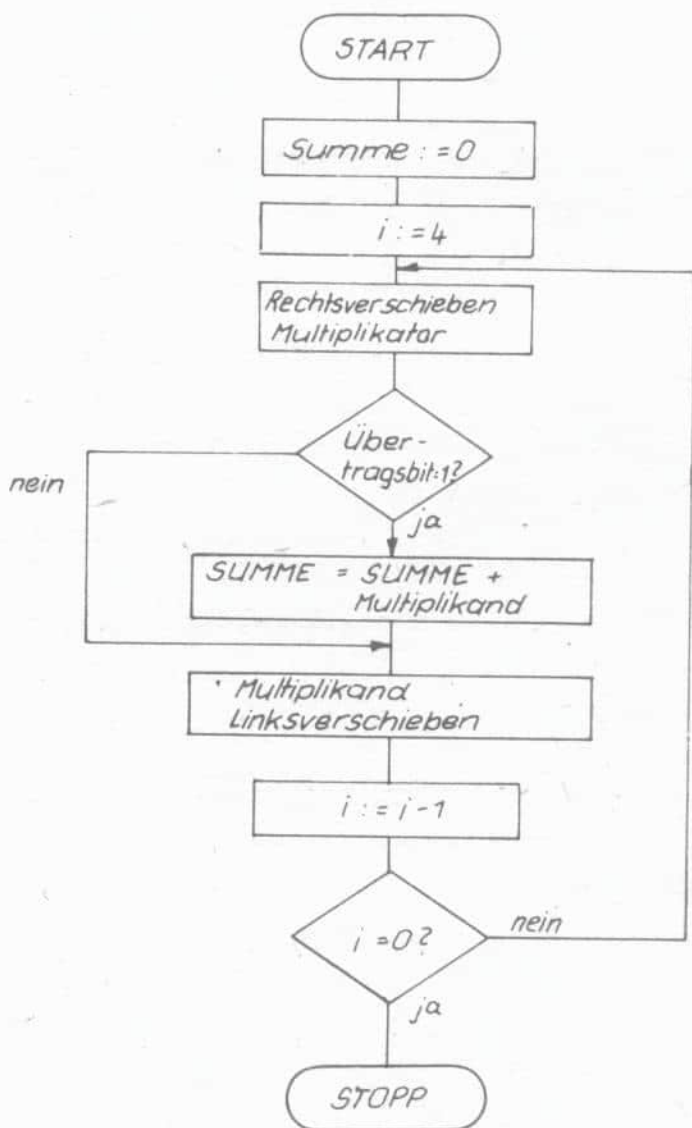 START
Summe : = 0
i : = 4
Rechtsverschieben
Multiplikator
Über-
tragsbit=1?
nein
ja
SUMME = SUMME +
Multiplikand
Multiplikand
Linksverschieben
i : = i - 1
i = 0 ?
nein
ja
STOPP